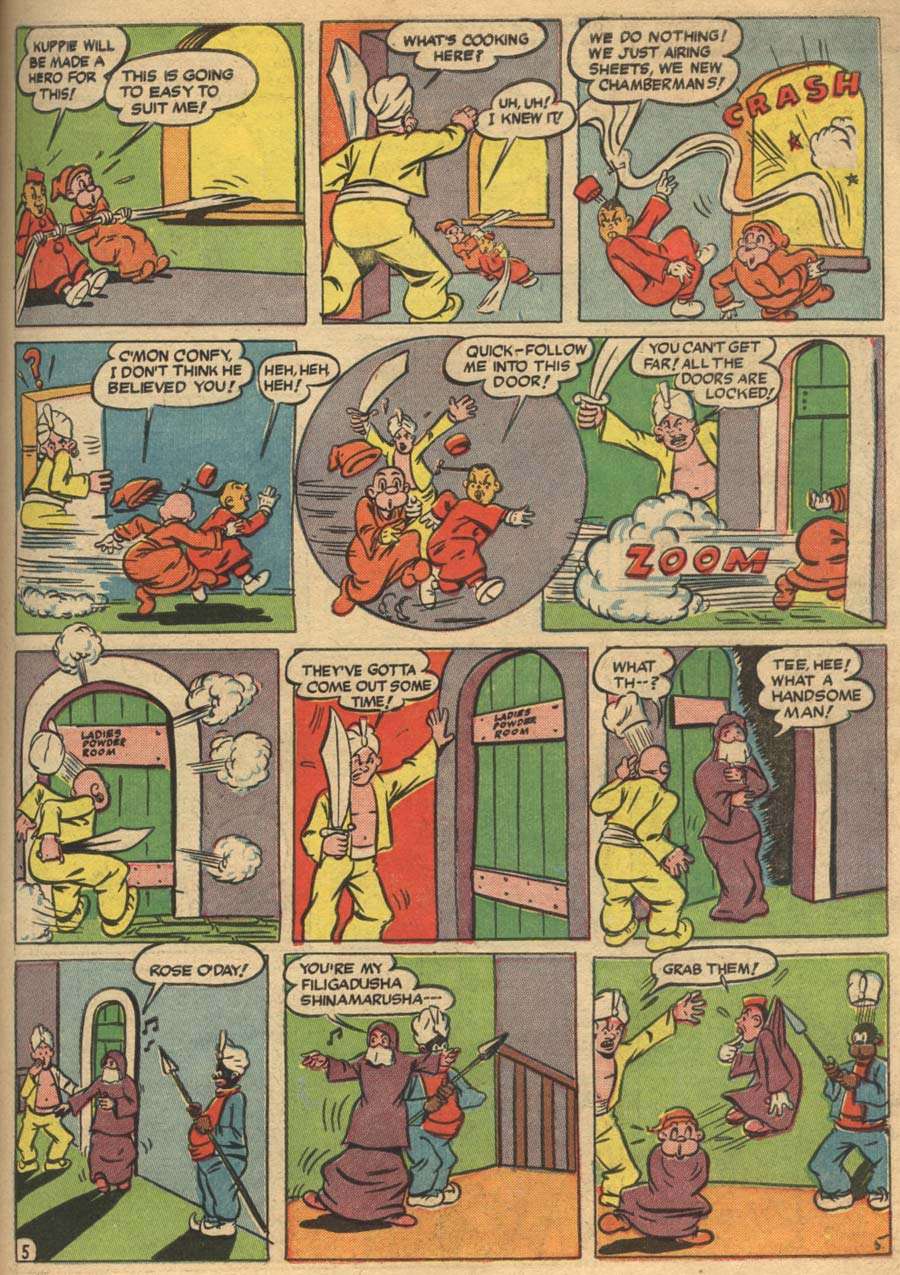 KUPPIE WILL
BE MADE A
HERO FOR
THIS!
THIS IS GOING
TO EASY TO
SUIT ME!
WHAT'S COOKING
HERE?
UH, UH!
I KNEW IT!
WE DO NOTHING!
WE JUST AIRING
SHEETS, WE NEW
CHAMBERMANS!
CRASH
?
C'MON CONFY,
I DON'T THINK HE
BELIEVED YOU!
HEH, HEH,
HEH!
QUICK-FOLLOW
ME INTO THIS
DOOR!
YOU CAN'T GET
FAR! ALL THE
DOORS ARE
LOCKED!
ZOOM
LADIES
POWDER
ROOM
THEY'VE GOTTA
COME OUT SOME
TIME!
LADIES
POWDER
ROOM
WHAT
TH--?
TEE, HEE!
WHAT A
HANDSOME
MAN!
ROSE O'DAY!
YOU'RE MY
FILIGADUSHA
SHINAMARUSHA---
GRAB THEM!
5
5